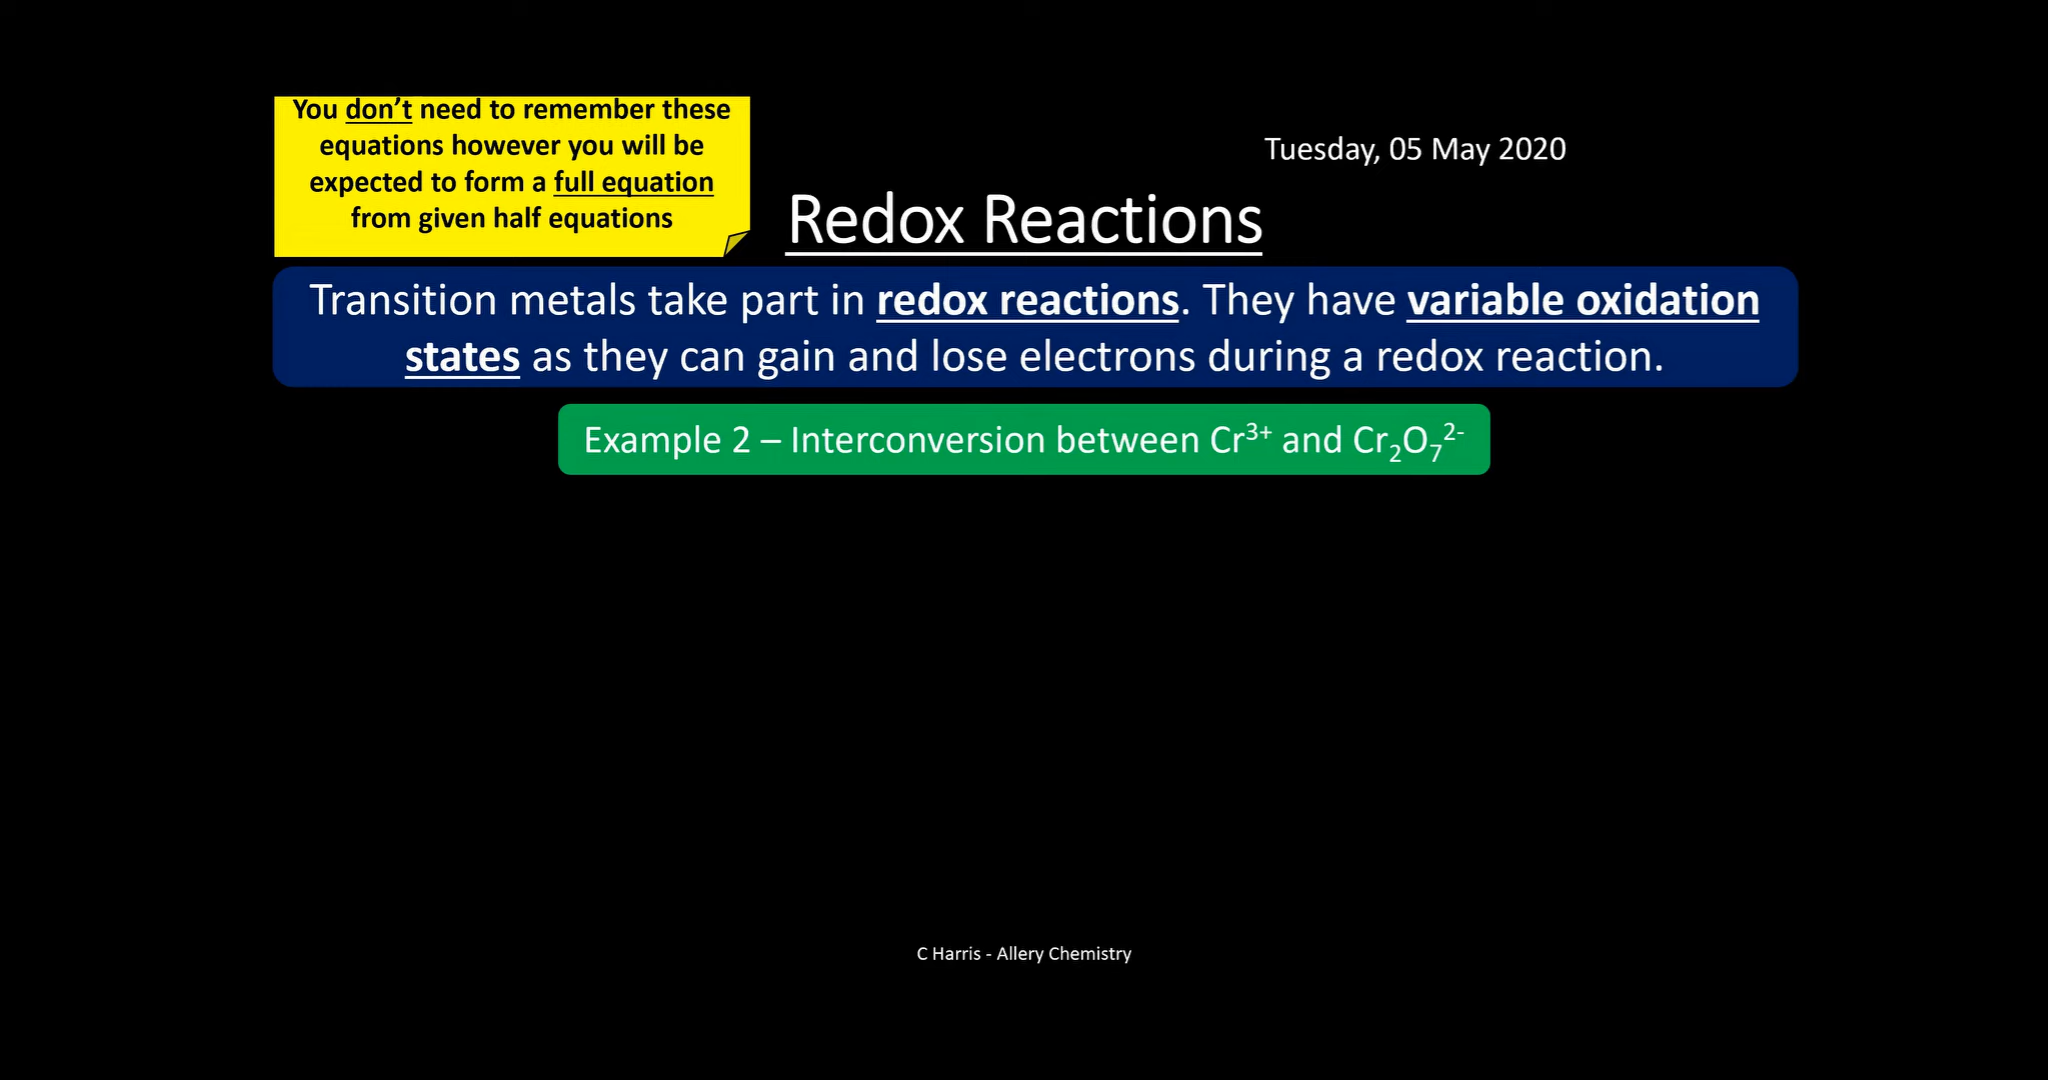 You don't need to remember these
equations however you will be
expected to form a full equation
from given half equations
Tuesday, 05 May 2020
Redox Reactions
Transition metals take part in redox reactions. They have variable oxidation
states as they can gain and lose electrons during a redox reaction.
Example 2 – Interconversion between Cr³⁺ and Cr₂O₇²⁻
C Harris - Allery Chemistry